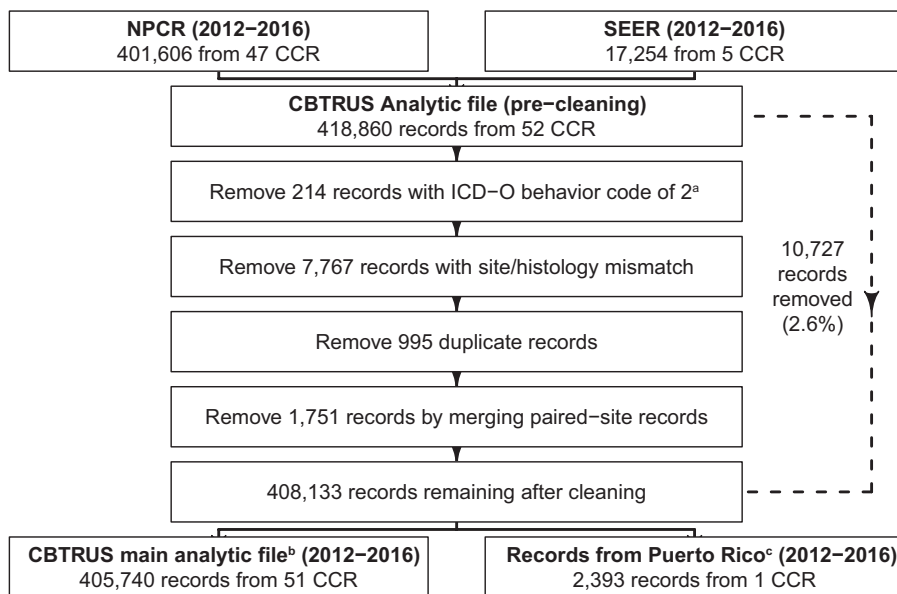 NPCR (2012−2016)
401,606 from 47 CCR
SEER (2012−2016)
17,254 from 5 CCR
CBTRUS Analytic file (pre−cleaning)
418,860 records from 52 CCR
Remove 214 records with ICD−O behavior code of 2ᵃ
Remove 7,767 records with site/histology mismatch
Remove 995 duplicate records
Remove 1,751 records by merging paired−site records
10,727
records
removed
(2.6%)
408,133 records remaining after cleaning
CBTRUS main analytic fileᵇ (2012−2016)
405,740 records from 51 CCR
Records from Puerto Ricoᶜ (2012−2016)
2,393 records from 1 CCR